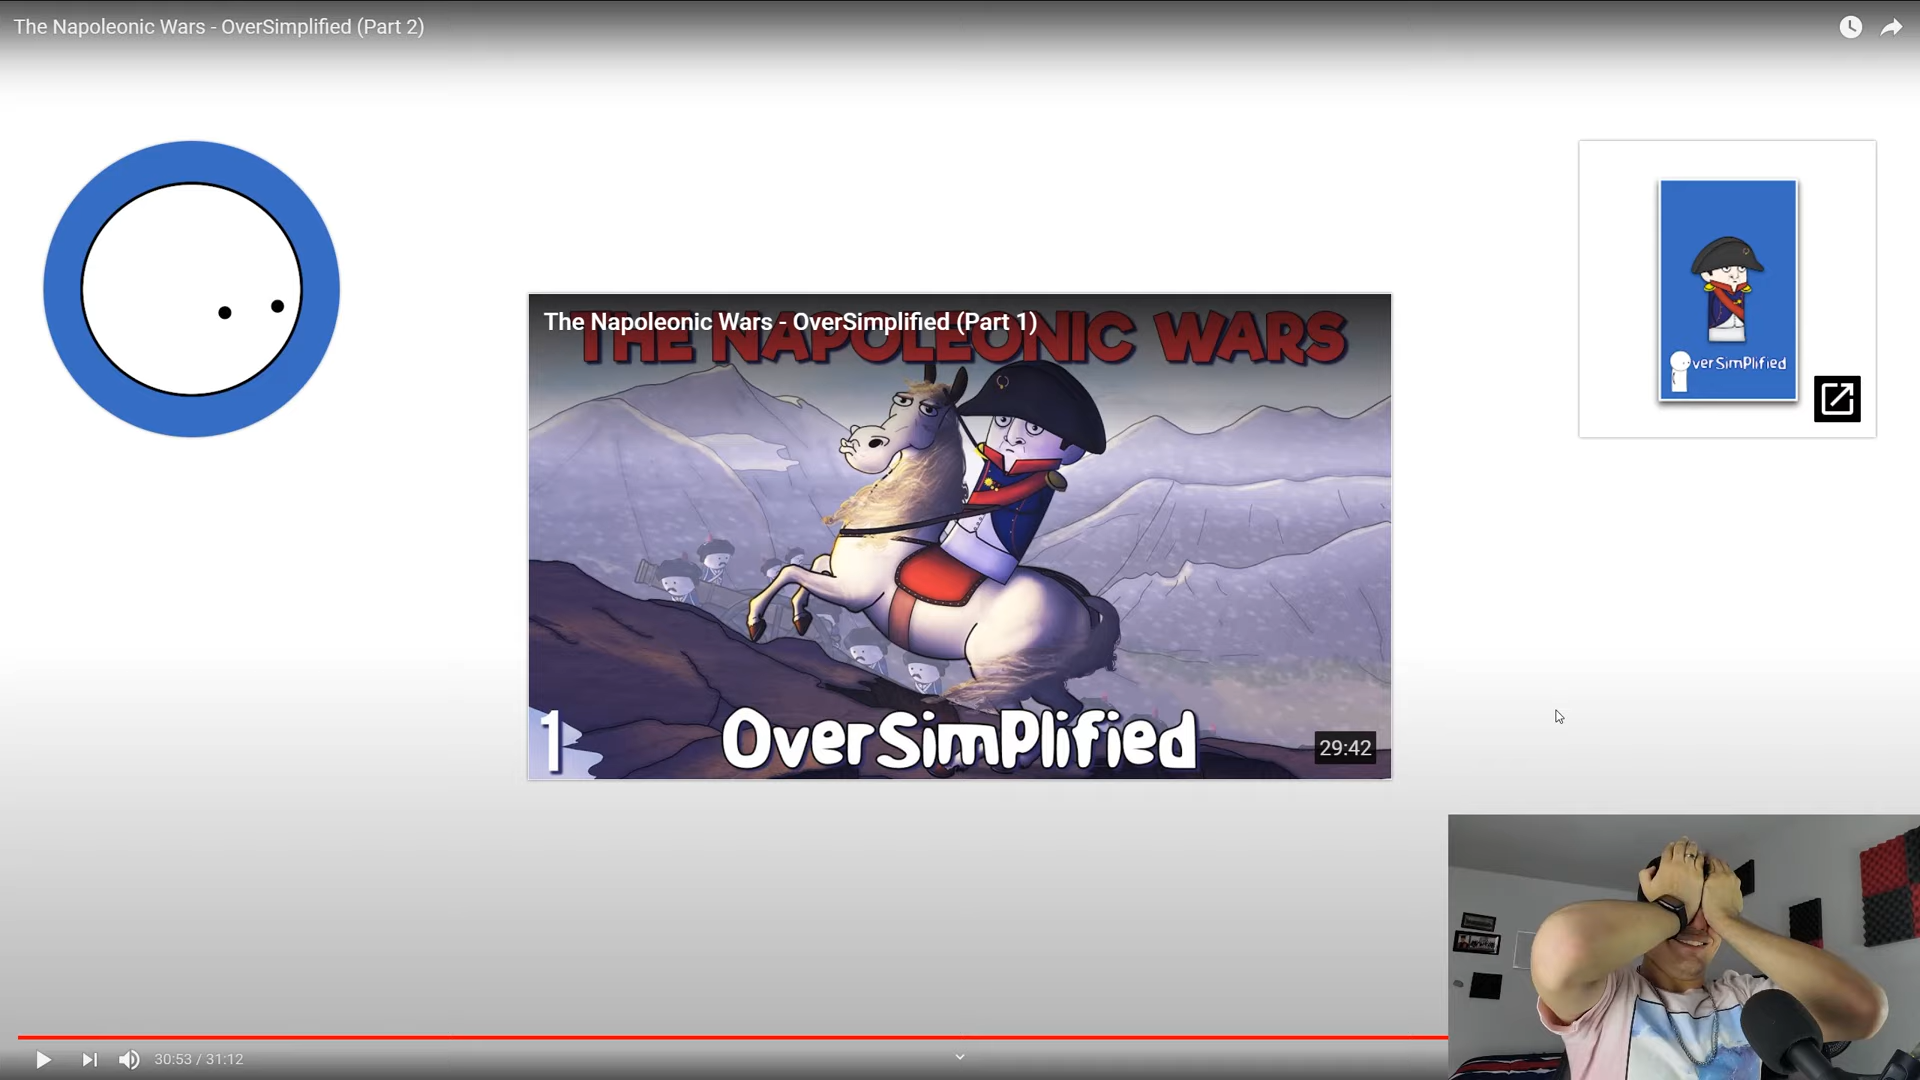 The Napoleonic Wars - OverSimplified (Part 2)
The Napoleonic Wars - OverSimplified (Part 1)
THE NAPOLEONIC WARS
verSimPlified
1
OverSimPlified
29:42
30:53 / 31:12